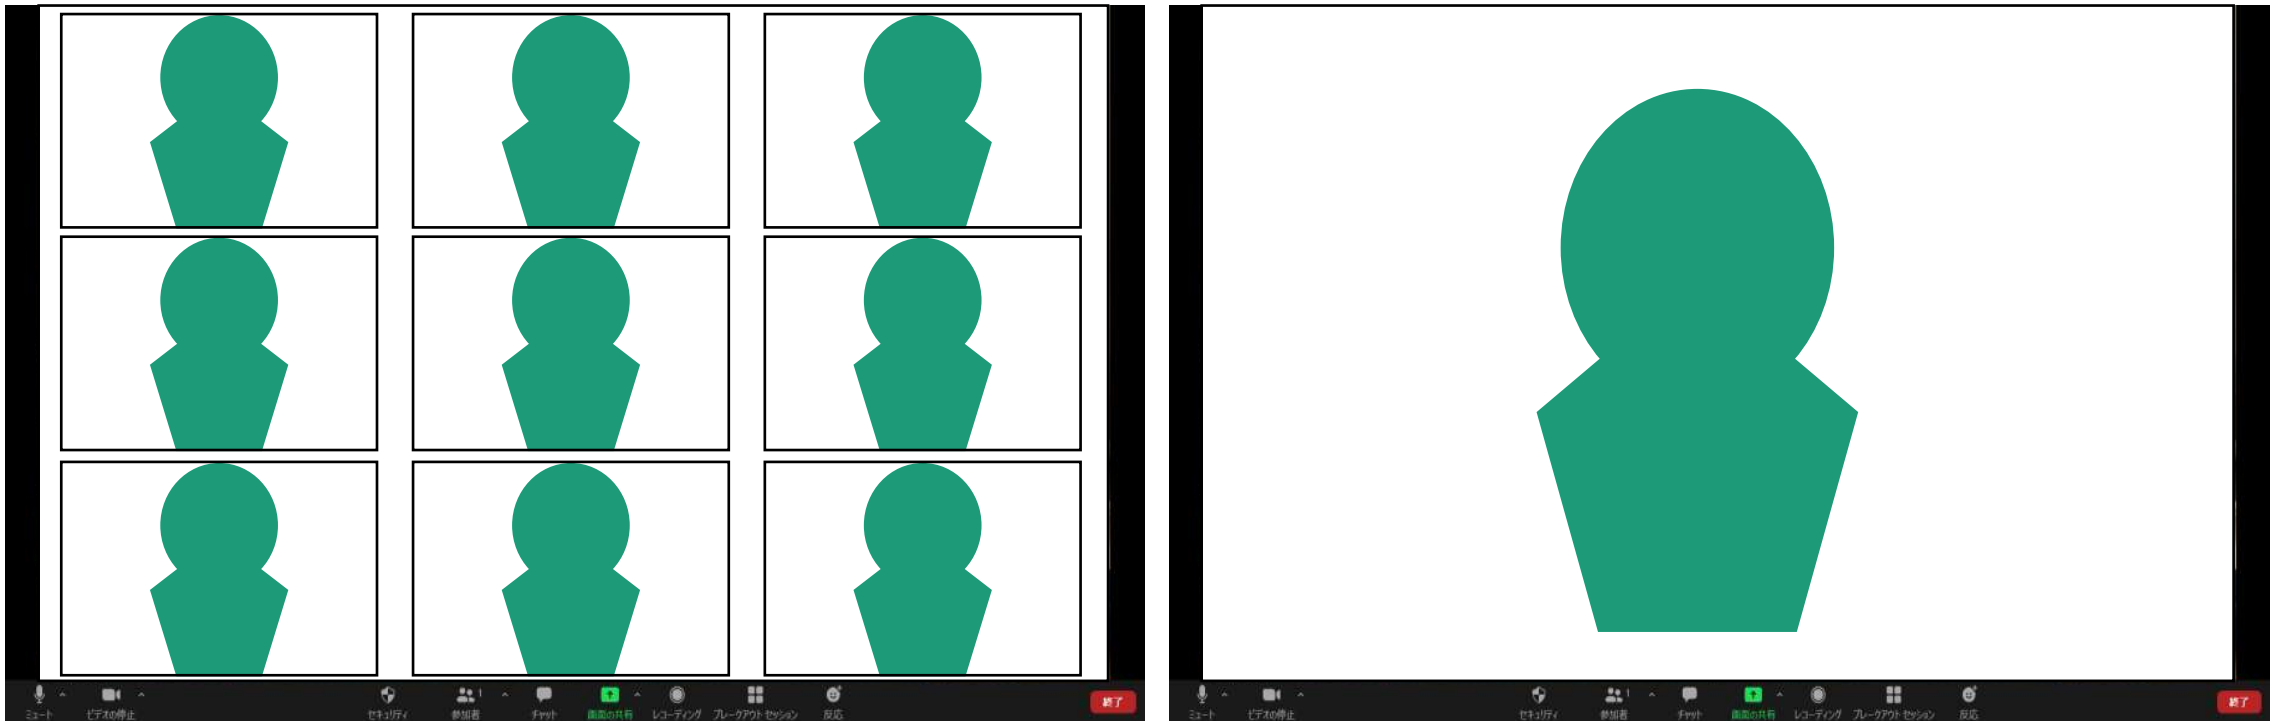 1
ミュート ビデオの停止 セキュリティ 参加者 チャット 画面の共有 レコーディング ブレークアウト セッション 反応 終了
1
ミュート ビデオの停止 セキュリティ 参加者 チャット 画面の共有 レコーディング ブレークアウト セッション 反応 終了